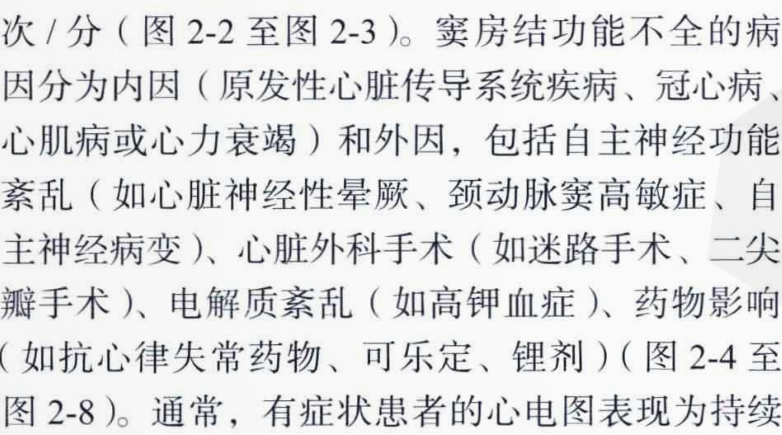 次/分（图 2-2 至图 2-3）。窦房结功能不全的病
因分为内因（原发性心脏传导系统疾病、冠心病、
心肌病或心力衰竭）和外因，包括自主神经功能
紊乱（如心脏神经性晕厥、颈动脉窦高敏症、自
主神经病变）、心脏外科手术（如迷路手术、二尖
瓣手术）、电解质紊乱（如高钾血症）、药物影响
（如抗心律失常药物、可乐定、锂剂）（图 2-4 至
图 2-8）。通常，有症状患者的心电图表现为持续